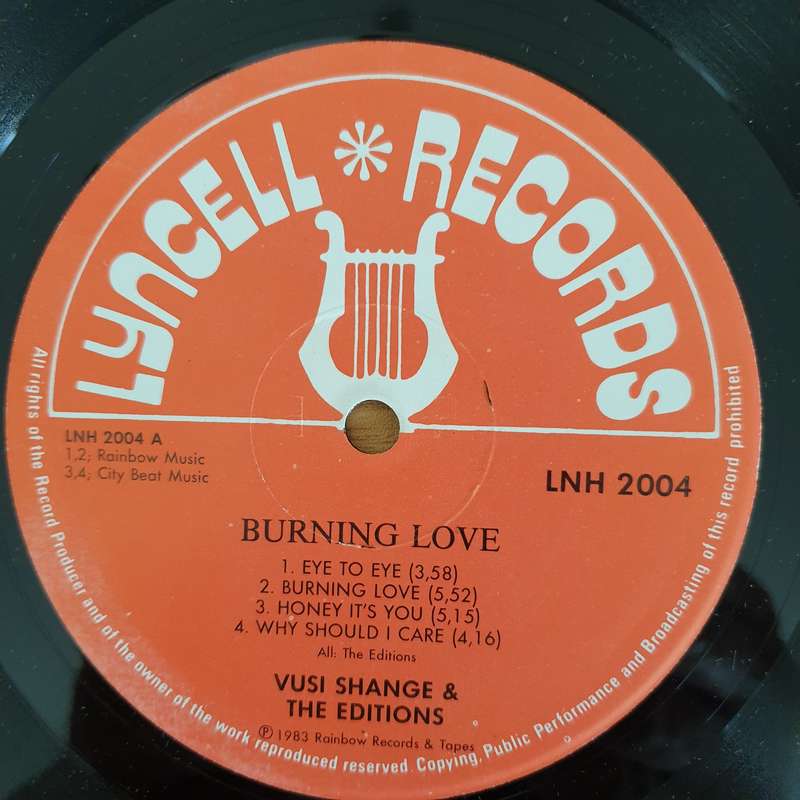 LYNCELL * RECORDS
LNH 2004 A
1,2; Rainbow Music
3,4; City Beat Music
LNH 2004
BURNING LOVE
1. EYE TO EYE (3,58)
2. BURNING LOVE (5,52)
3. HONEY IT'S YOU (5,15)
4. WHY SHOULD I CARE (4,16)
All: The Editions
VUSI SHANGE &
THE EDITIONS
Ⓟ 1983 Rainbow Records & Tapes
All rights of the Record Producer and of the owner of the work reproduced reserved. Copying, Public Performance and Broadcasting of this record prohibited